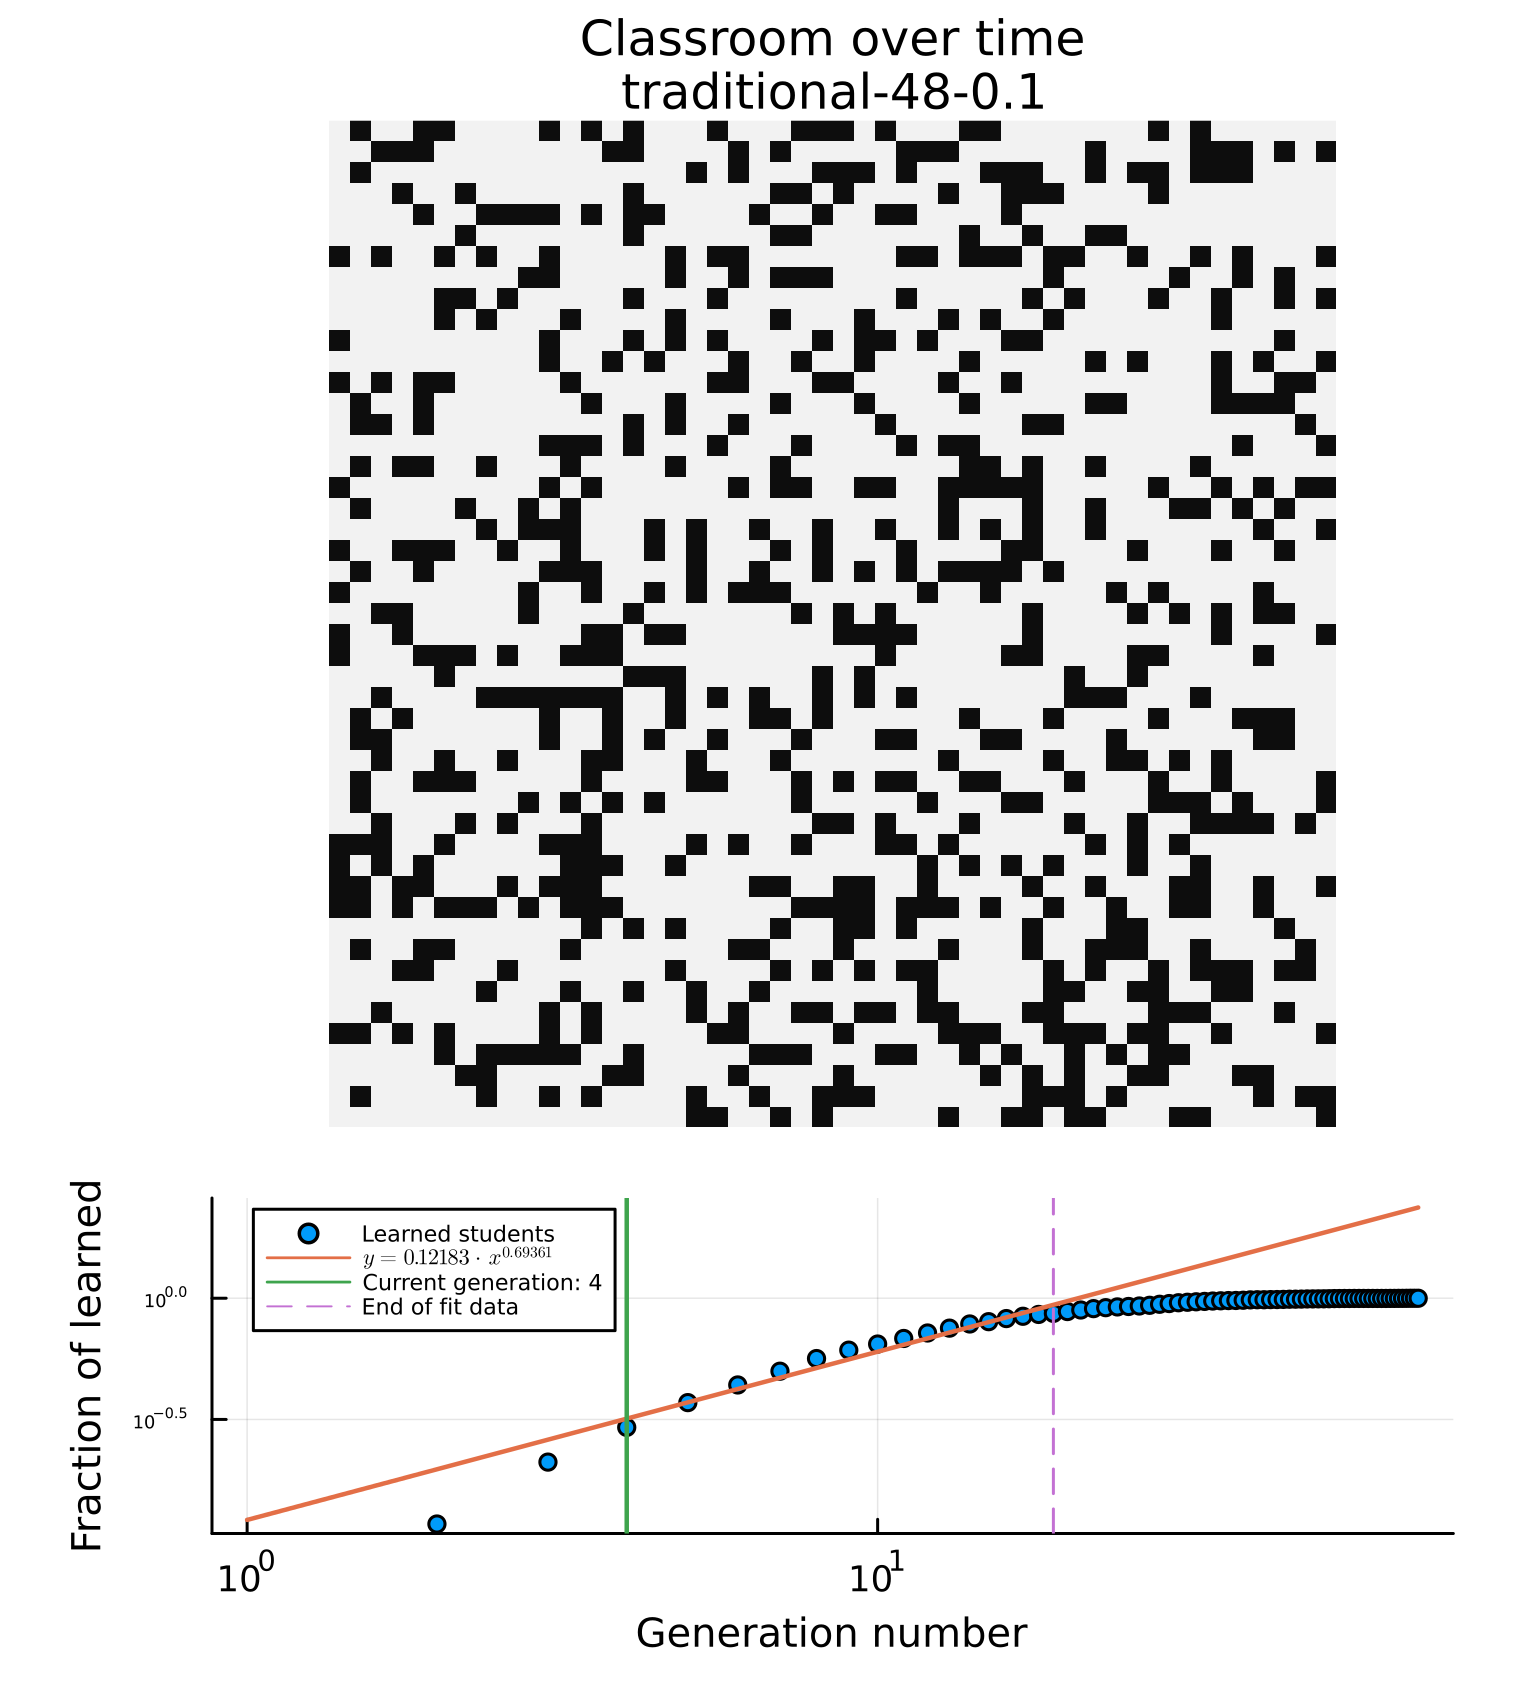 Classroom over time
traditional-48-0.1
Fraction of learned
Learned students
y = 0.12183 · x^0.69361
Current generation: 4
End of fit data
10^0.0
10^−0.5
10^0
10^1
Generation number